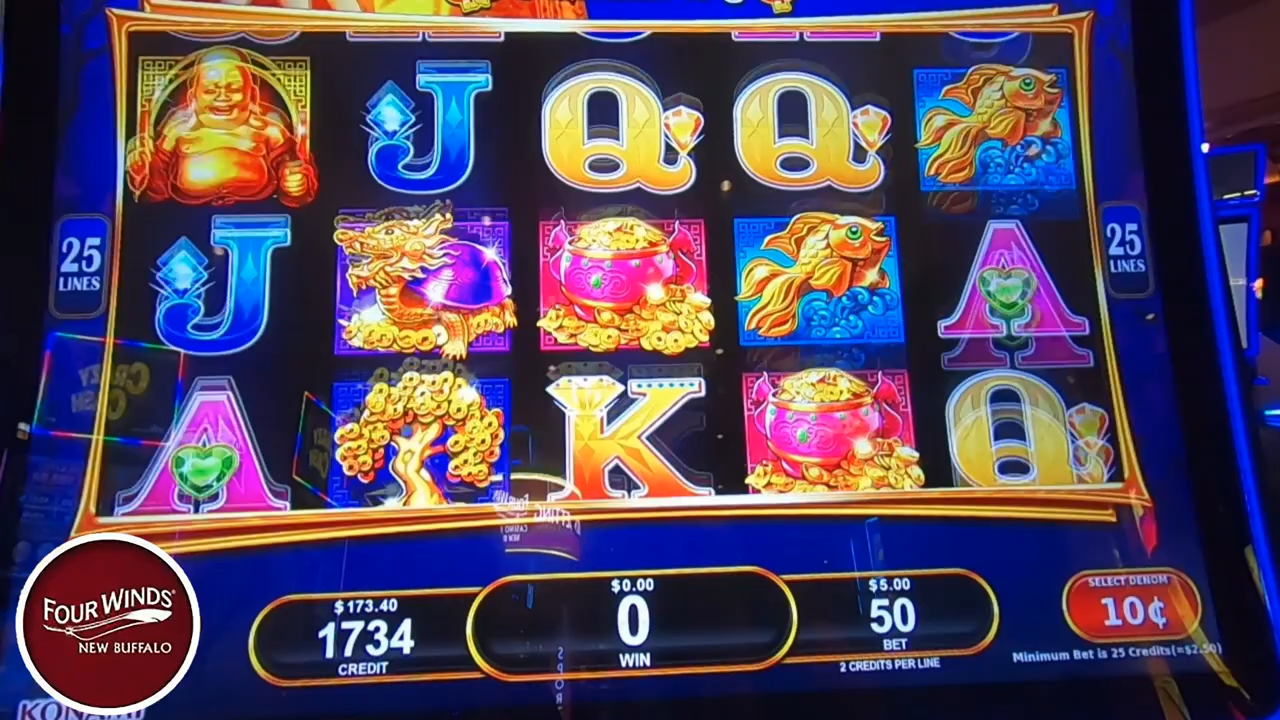 J
Q
Q
25
LINES
J
A
25
LINES
A
K
Q
$173.40
1734
CREDIT
$0.00
0
WIN
$5.00
50
BET
2 CREDITS PER LINE
SELECT DENOM
10¢
Minimum Bet is 25 Credits(=$2.50)
FOUR WINDS®
NEW BUFFALO
KONAMI